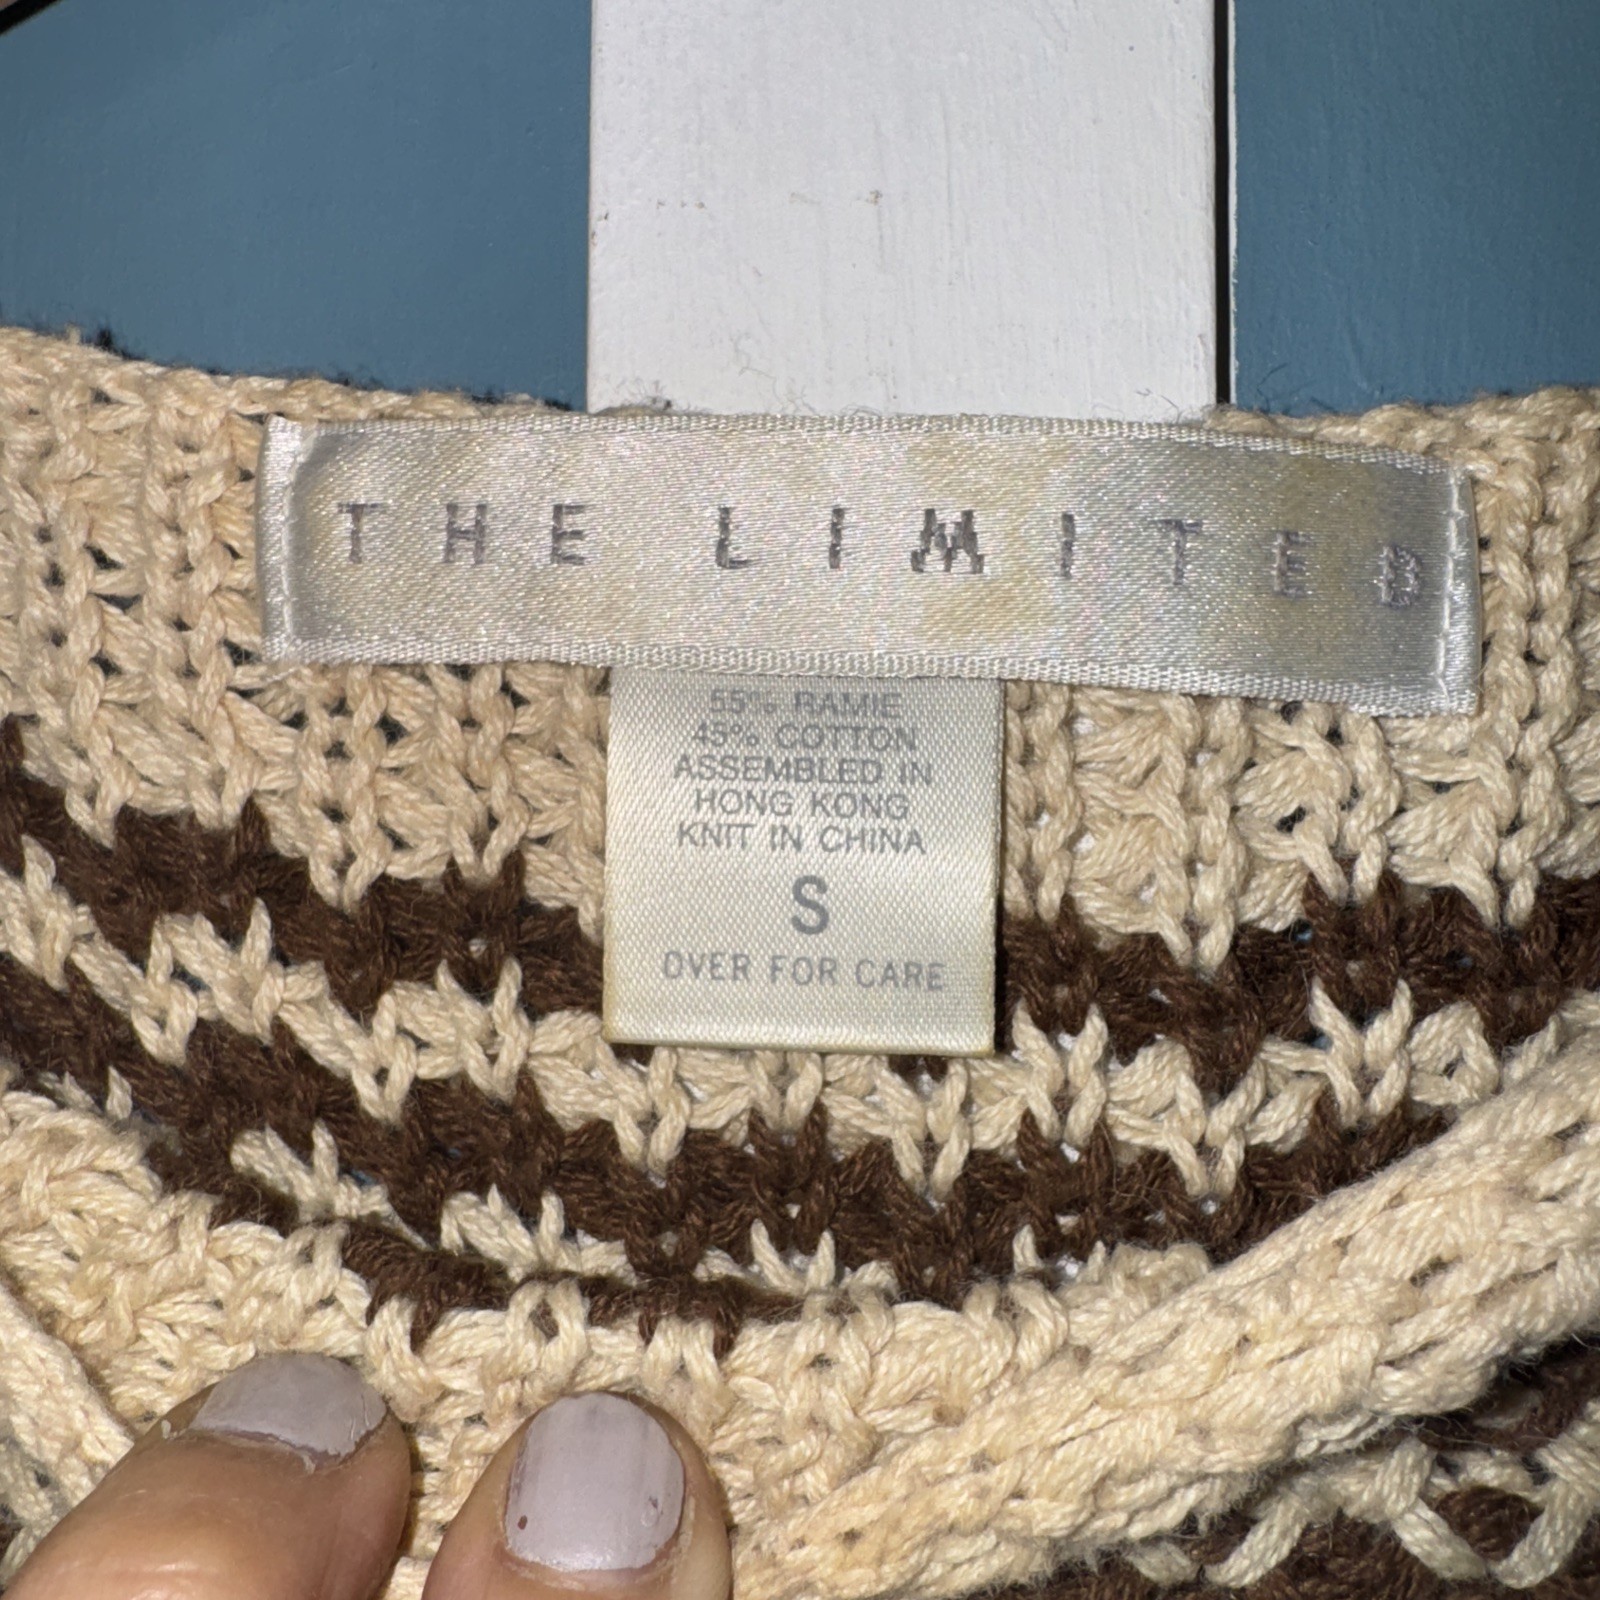 THE LIMITED
55% RAMIE
45% COTTON
ASSEMBLED IN
HONG KONG
KNIT IN CHINA
S
OVER FOR CARE